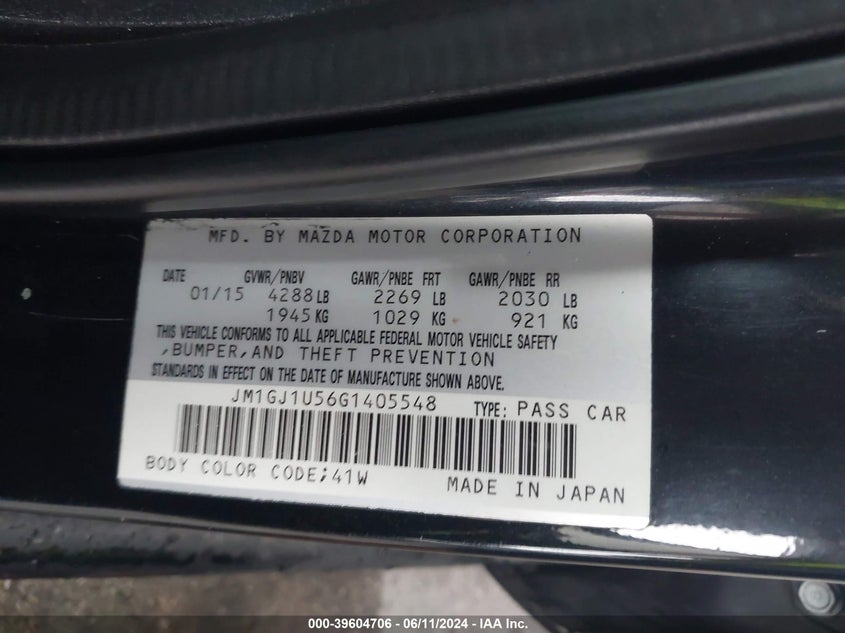 MFD. BY MAZDA MOTOR CORPORATION
DATE GVWR/PNBV GAWR/PNBE FRT GAWR/PNBE RR
01/15 4288 LB 2269 LB 2030 LB
1945 KG 1029 KG 921 KG
THIS VEHICLE CONFORMS TO ALL APPLICABLE FEDERAL MOTOR VEHICLE SAFETY
,BUMPER,AND THEFT PREVENTION
STANDARDS IN EFFECT ON THE DATE OF MANUFACTURE SHOWN ABOVE.
JM1GJ1U56G1405548 TYPE: PASS CAR
BODY COLOR CODE;41W
MADE IN JAPAN
000-39604706 - 06/11/2024 - IAA Inc.